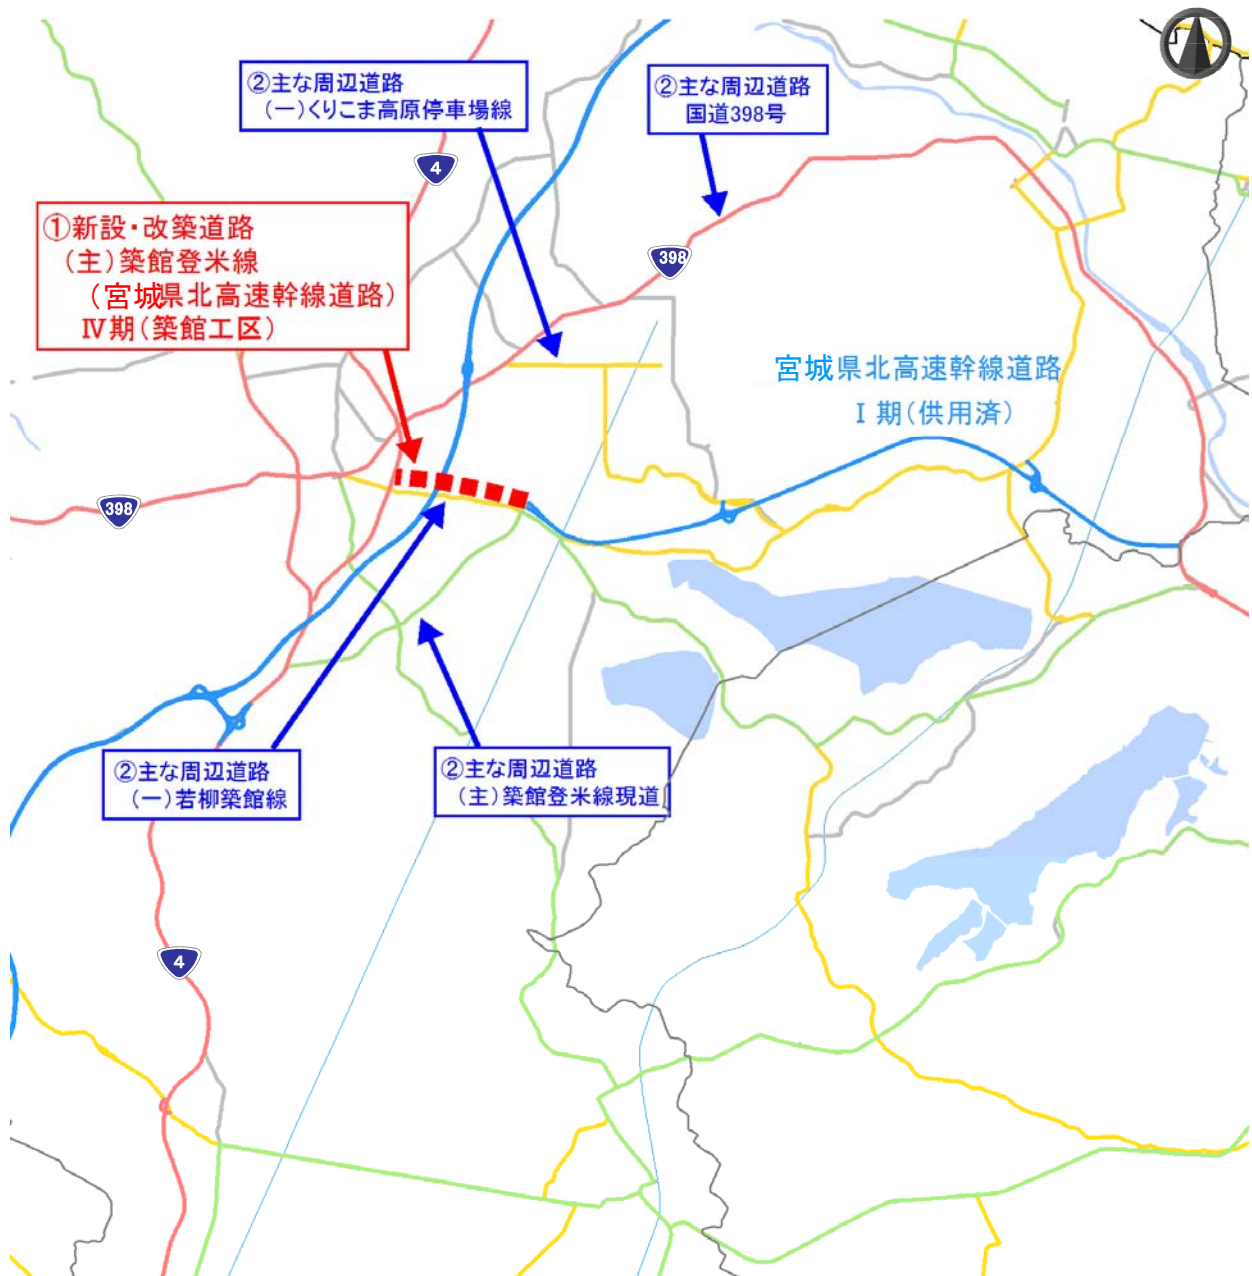 ②主な周辺道路
(一)くりこま高原停車場線
②主な周辺道路
国道398号
4
①新設・改築道路
(主)築館登米線
(宮城県北高速幹線道路)
Ⅳ期(築館工区)
398
宮城県北高速幹線道路
Ⅰ期(供用済)
398
②主な周辺道路
(一)若柳築館線
②主な周辺道路
(主)築館登米線現道
4